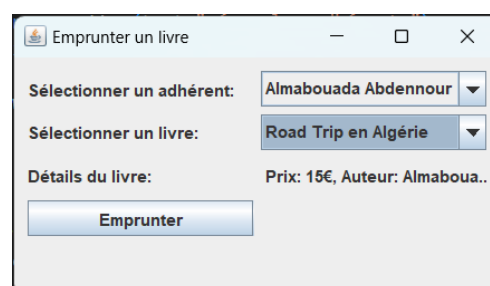 Emprunter un livre
Sélectionner un adhérent: Almabouada Abdennour
Sélectionner un livre: Road Trip en Algérie
Détails du livre: Prix: 15€, Auteur: Almaboua..
Emprunter